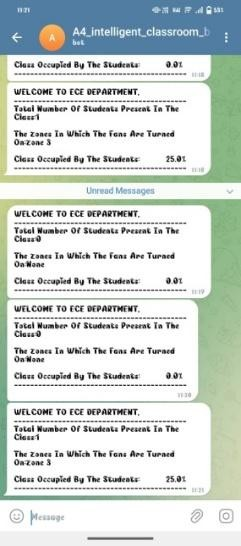 11:21
A
A4_intelligent_classroom_b
bot
Class Occupied By The Students: 0.0%
11:18
WELCOME TO ECE DEPARTMENT,
Total Number Of Students Present In The
Class:1
The Zones In Which The Fans Are Turned
On:Zone 3
Class Occupied By The Students: 25.0%
11:18
Unread Messages
WELCOME TO ECE DEPARTMENT,
Total Number Of Students Present In The
Class:0
The Zones In Which The Fans Are Turned
On:None
Class Occupied By The Students: 0.0%
11:19
WELCOME TO ECE DEPARTMENT,
Total Number Of Students Present In The
Class:0
The Zones In Which The Fans Are Turned
On:None
Class Occupied By The Students: 0.0%
11:20
WELCOME TO ECE DEPARTMENT,
Total Number Of Students Present In The
Class:1
The Zones In Which The Fans Are Turned
On:Zone 3
Class Occupied By The Students: 25.0%
11:21
Message